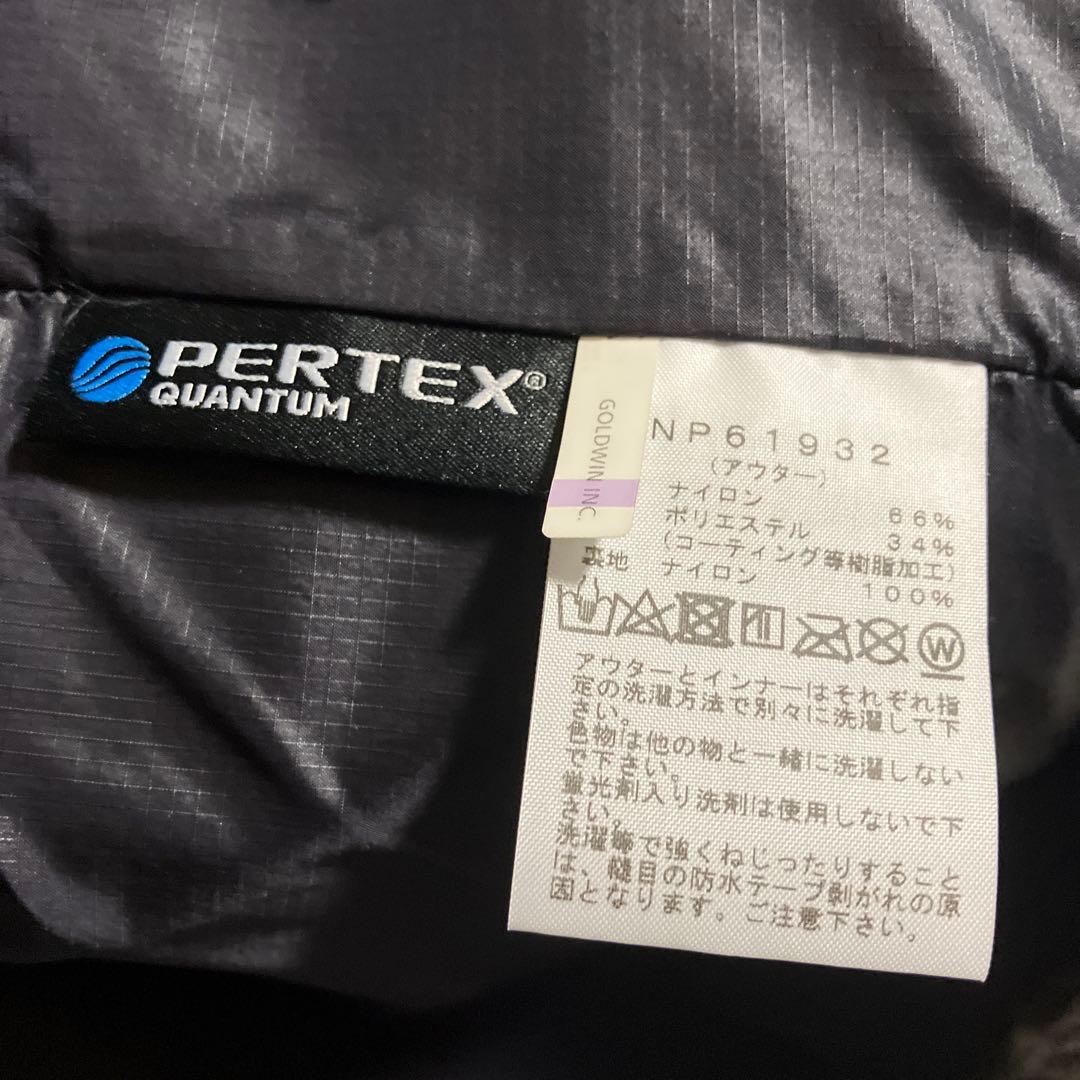 PERTEX®
QUANTUM
GOLDWIN INC.
NP61932
(アウター)
ナイロン 66%
ポリエステル 34%
(コーティング等樹脂加工)
裏地 ナイロン 100%
W
アウターとインナーはそれぞれ指
定の洗濯方法で別々に洗濯して下
さい。
色物は他の物と一緒に洗濯しない
で下さい。
蛍光剤入り洗剤は使用しないで下
さい。
洗濯等で強くねじったりすること
は、縫目の防水テープ剥がれの原
因となります。ご注意下さい。